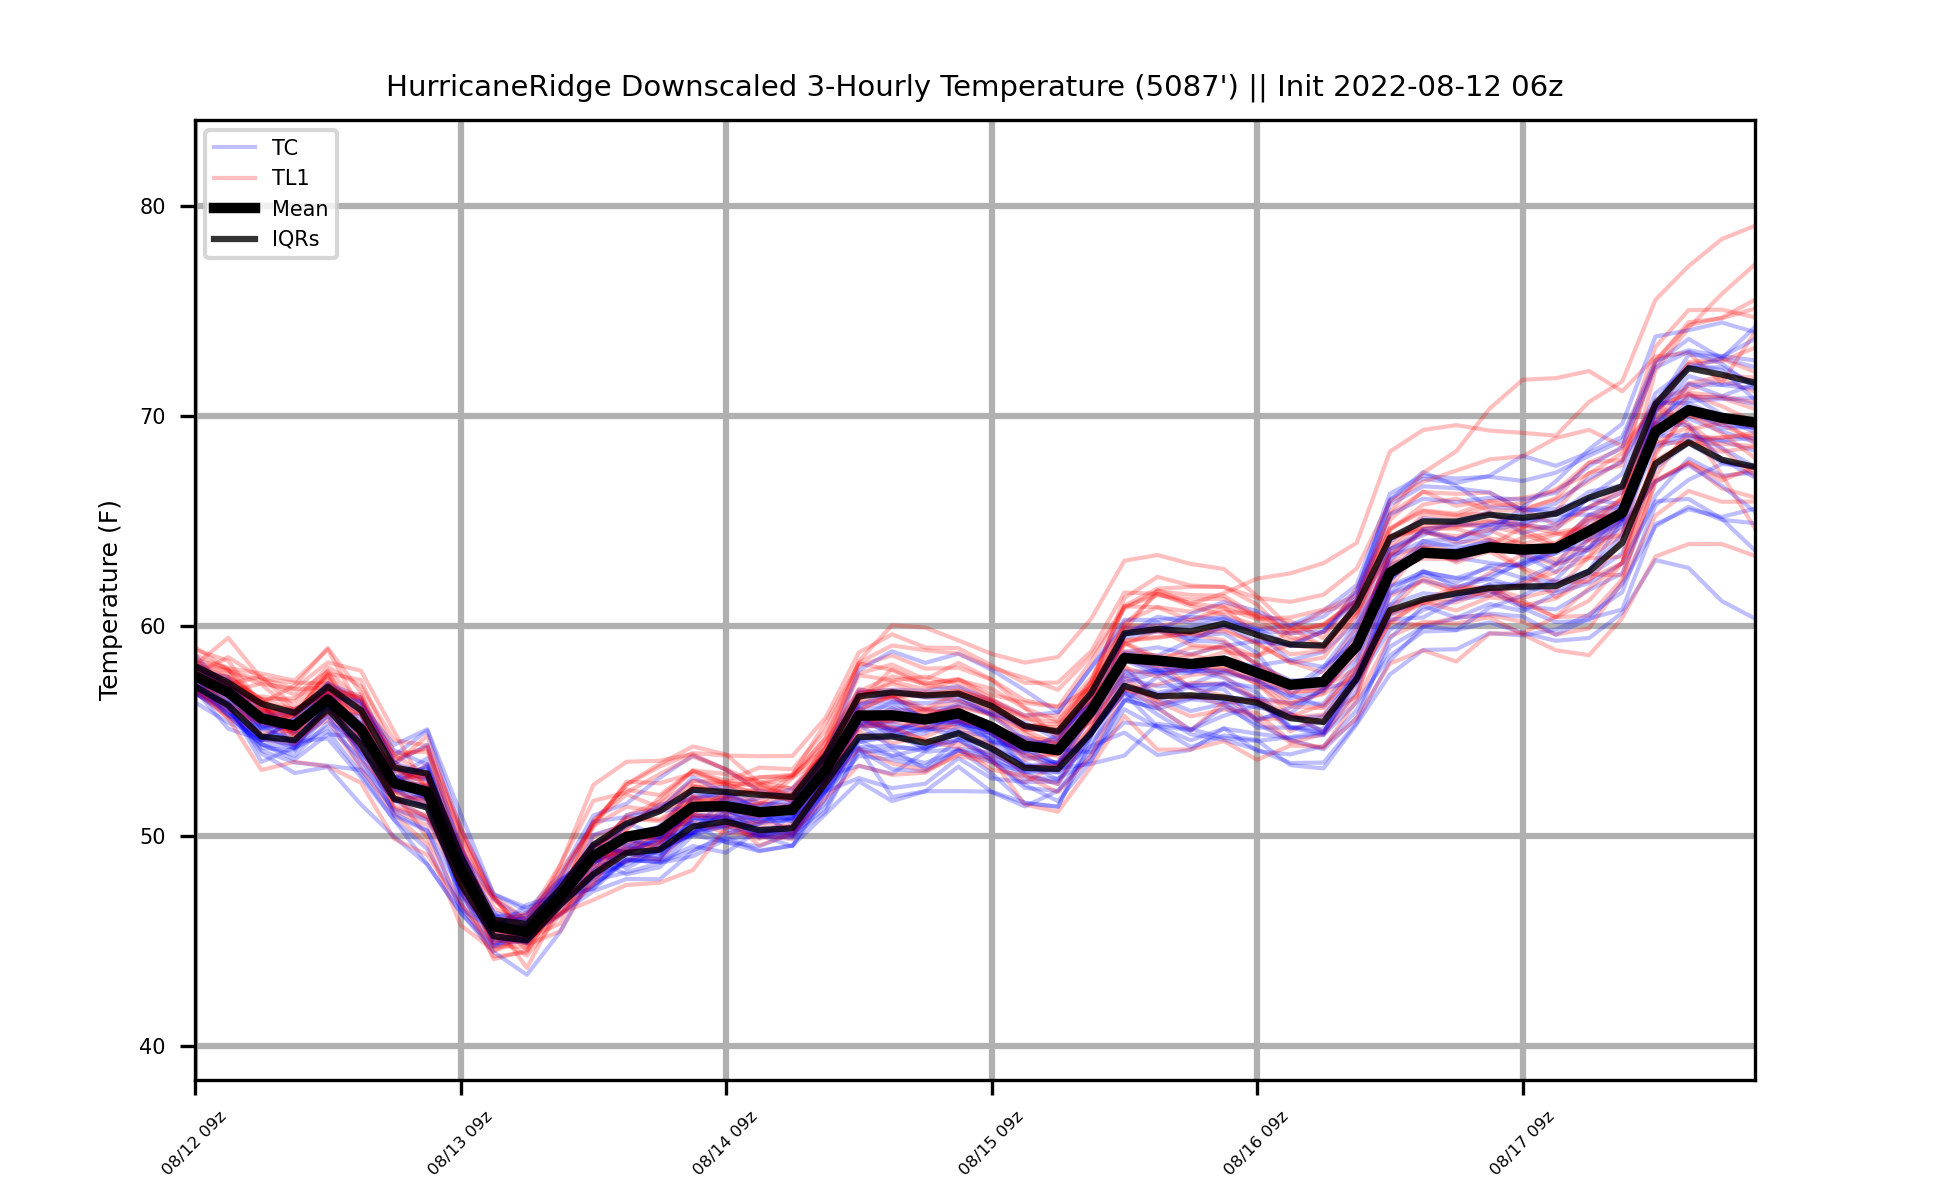 HurricaneRidge Downscaled 3-Hourly Temperature (5087') || Init 2022-08-12 06z
TC
TL1
Mean
IQRs
Temperature (F)
80
70
60
50
40
08/12 09z
08/13 09z
08/14 09z
08/15 09z
08/16 09z
08/17 09z